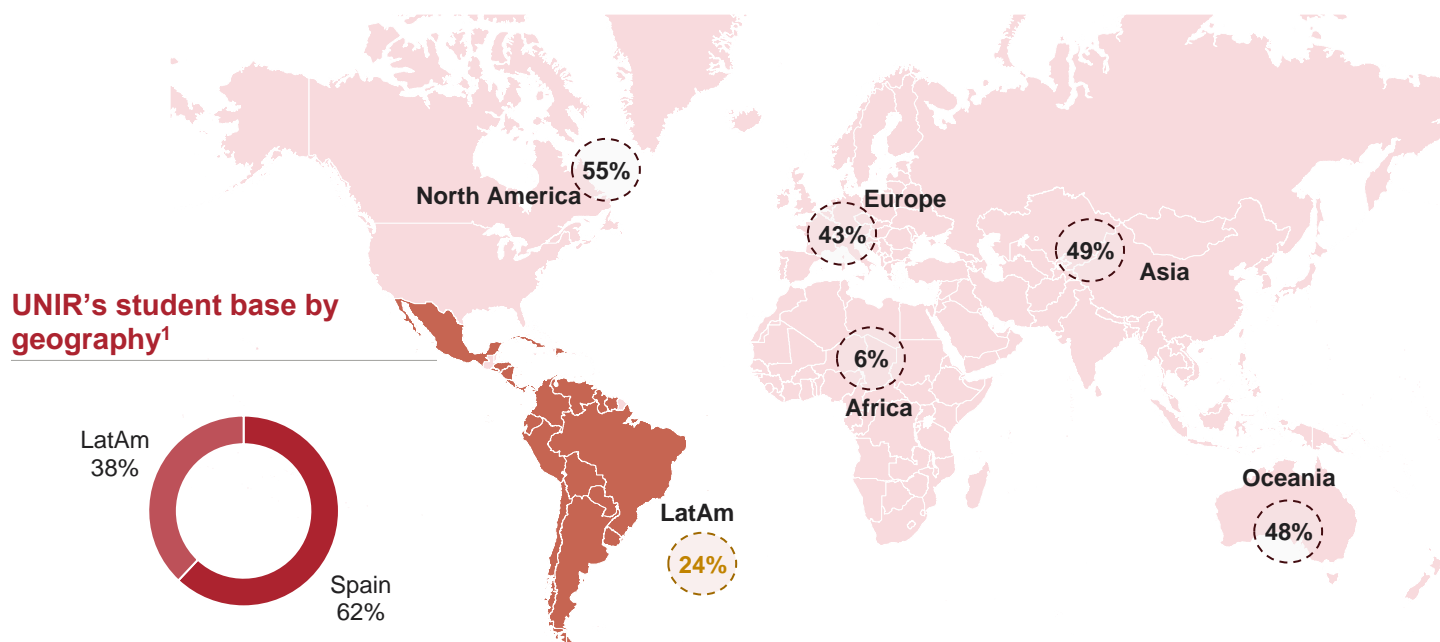 55%
North America
Europe
43%
49%
Asia
UNIR’s student base by
geography¹
6%
Africa
LatAm
38%
Spain
62%
LatAm
24%
Oceania
48%